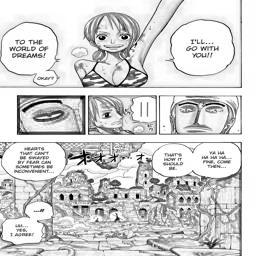 I'LL...
GO WITH
YOU!!
TO THE
WORLD OF
DREAMS!
OKAY?
!!
YA HA
HA HA HA...
FINE, COME
THEN...
THAT'S
HOW IT
SHOULD
BE.
HEARTS
THAT CAN'T
BE SWAYED BY
FEAR CAN
SOMETIMES BE
INCONVENIENT...
...!!
UH...
YES,
I AGREE!